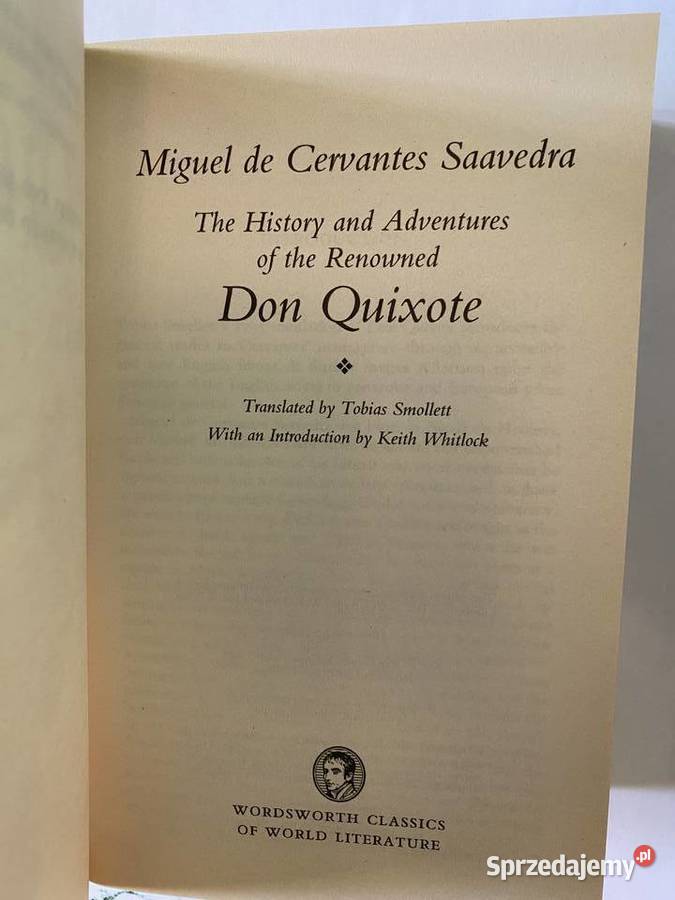 Miguel de Cervantes Saavedra
The History and Adventures
of the Renowned
Don Quixote
Translated by Tobias Smollett
With an Introduction by Keith Whitlock
WORDSWORTH CLASSICS
OF WORLD LITERATURE
Sprzedajemy.pl